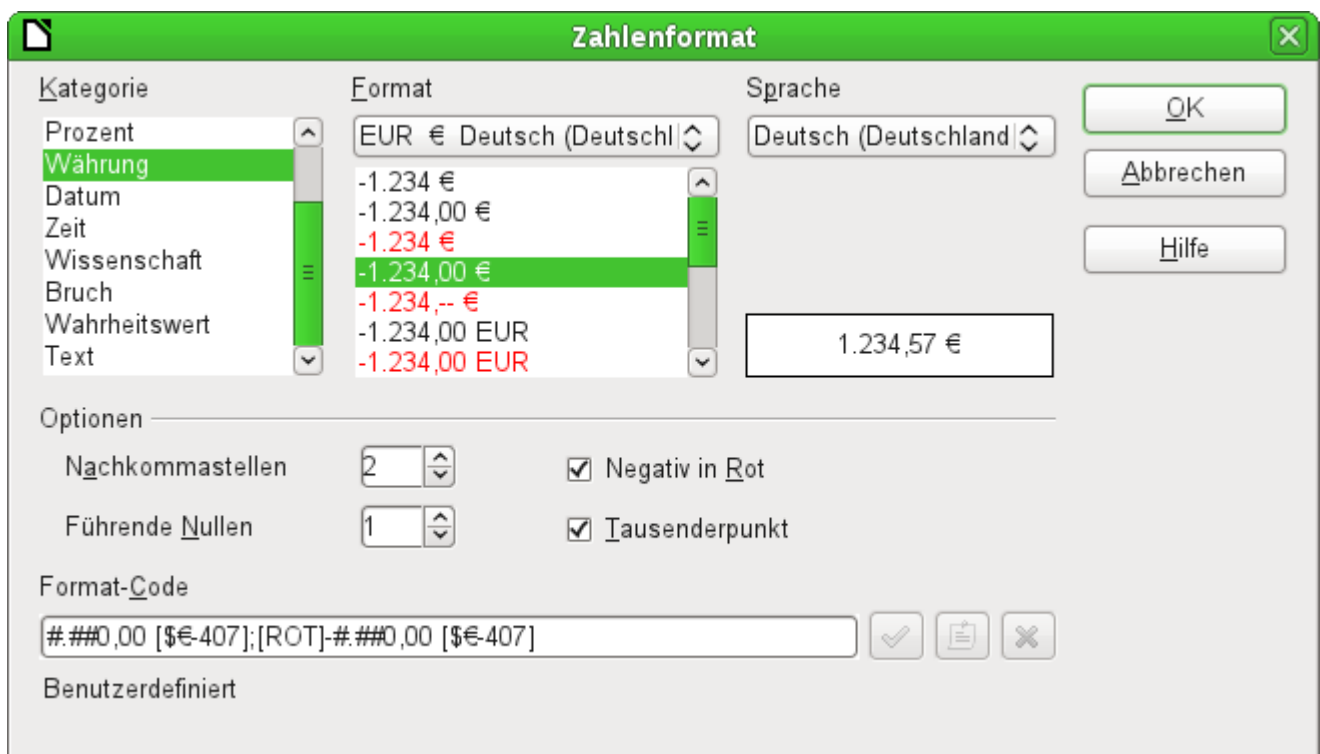 Zahlenformat
Kategorie
Prozent
Währung
Datum
Zeit
Wissenschaft
Bruch
Wahrheitswert
Text
Format
EUR € Deutsch (Deutschl
-1.234 €
-1.234,00 €
-1.234 €
-1.234,00 €
-1.234,-- €
-1.234,00 EUR
-1.234,00 EUR
Sprache
Deutsch (Deutschland
1.234,57 €
OK
Abbrechen
Hilfe
Optionen
Nachkommastellen 2
Negativ in Rot
Führende Nullen 1
Tausenderpunkt
Format-Code
#.##0,00 [$€-407];[ROT]-#.##0,00 [$€-407]
Benutzerdefiniert